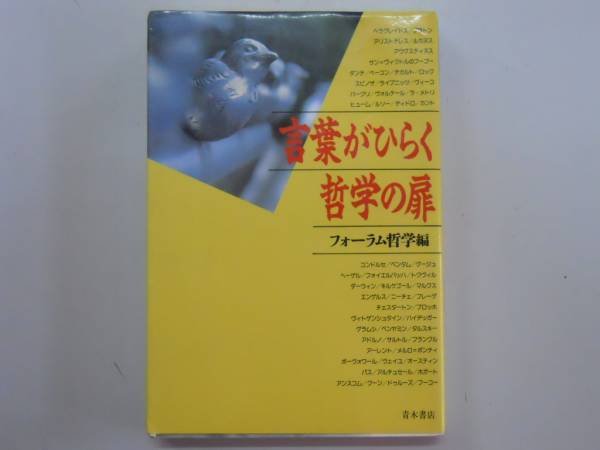 ヘラクレイトス／プラトン
アリストテレス／ルカヌス
アウグスティヌス
サン=ヴィクトルのフーゴー
ダンテ／ベーコン／デカルト／ロック
スピノザ／ライプニッツ／ヴィーコ
バークリ／ヴォルテール／ラ・メトリ
ヒューム／ルソー／ディドロ／カント
言葉がひらく
哲学の扉
フォーラム哲学編
コンドルセ／ベンサム／グージュ
ヘーゲル／フォイエルバッハ／トクヴィル
ダーウィン／キルケゴール／マルクス
エンゲルス／ニーチェ／フレーゲ
チェスタートン／ブロッホ
ヴィトゲンシュタイン／ハイデッガー
グラムシ／ベンヤミン／タルスキー
アドルノ／サルトル／フランクル
アーレント／メルロ=ポンティ
ボーヴォワール／ヴェイユ／オースティン
パス／アルチュセール／ホガート
アンスコム／クーン／ドゥルーズ／フーコー
青木書店